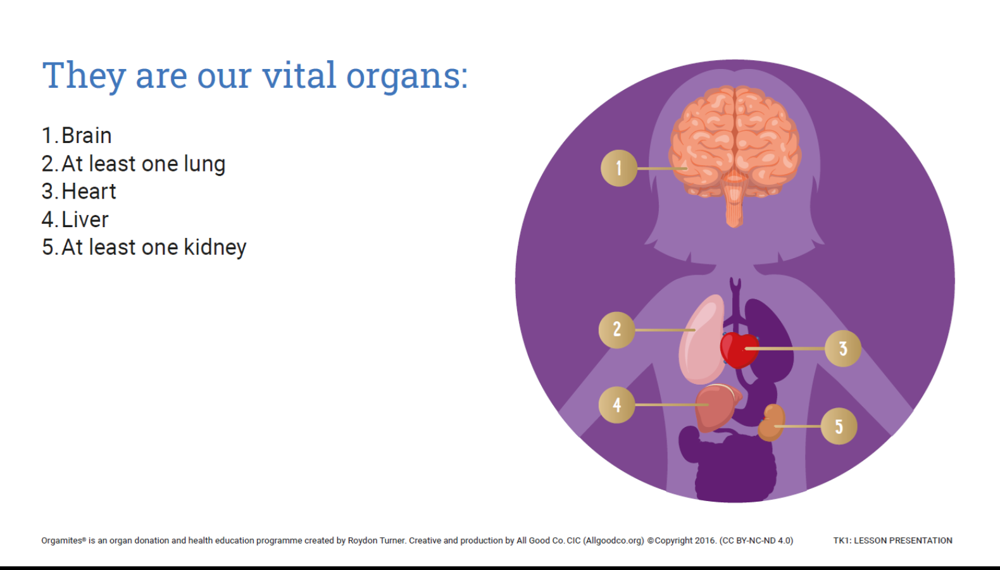 They are our vital organs:
1. Brain
2. At least one lung
3. Heart
4. Liver
5. At least one kidney
1
2
3
4
5
Orgamites® is an organ donation and health education programme created by Roydon Turner. Creative and production by All Good Co. CIC (Allgoodco.org) ©Copyright 2016. (CC BY-NC-ND 4.0)
TK1: LESSON PRESENTATION